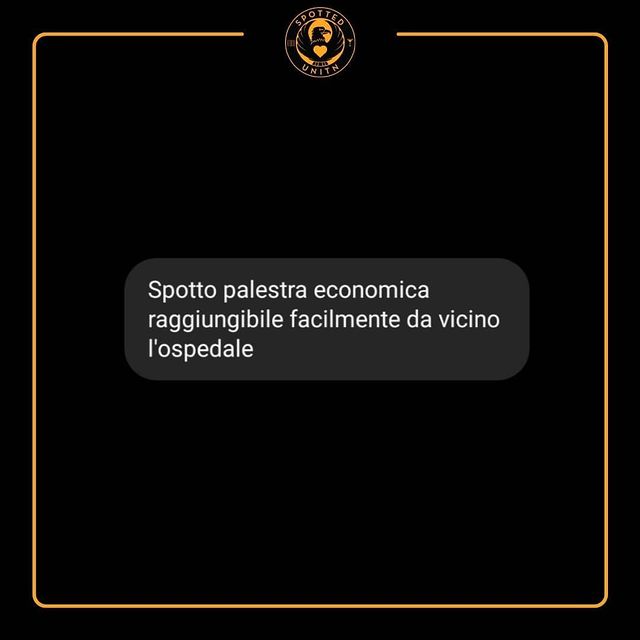 SPOTTED
UNITN
Spotto palestra economica
raggiungibile facilmente da vicino
l'ospedale